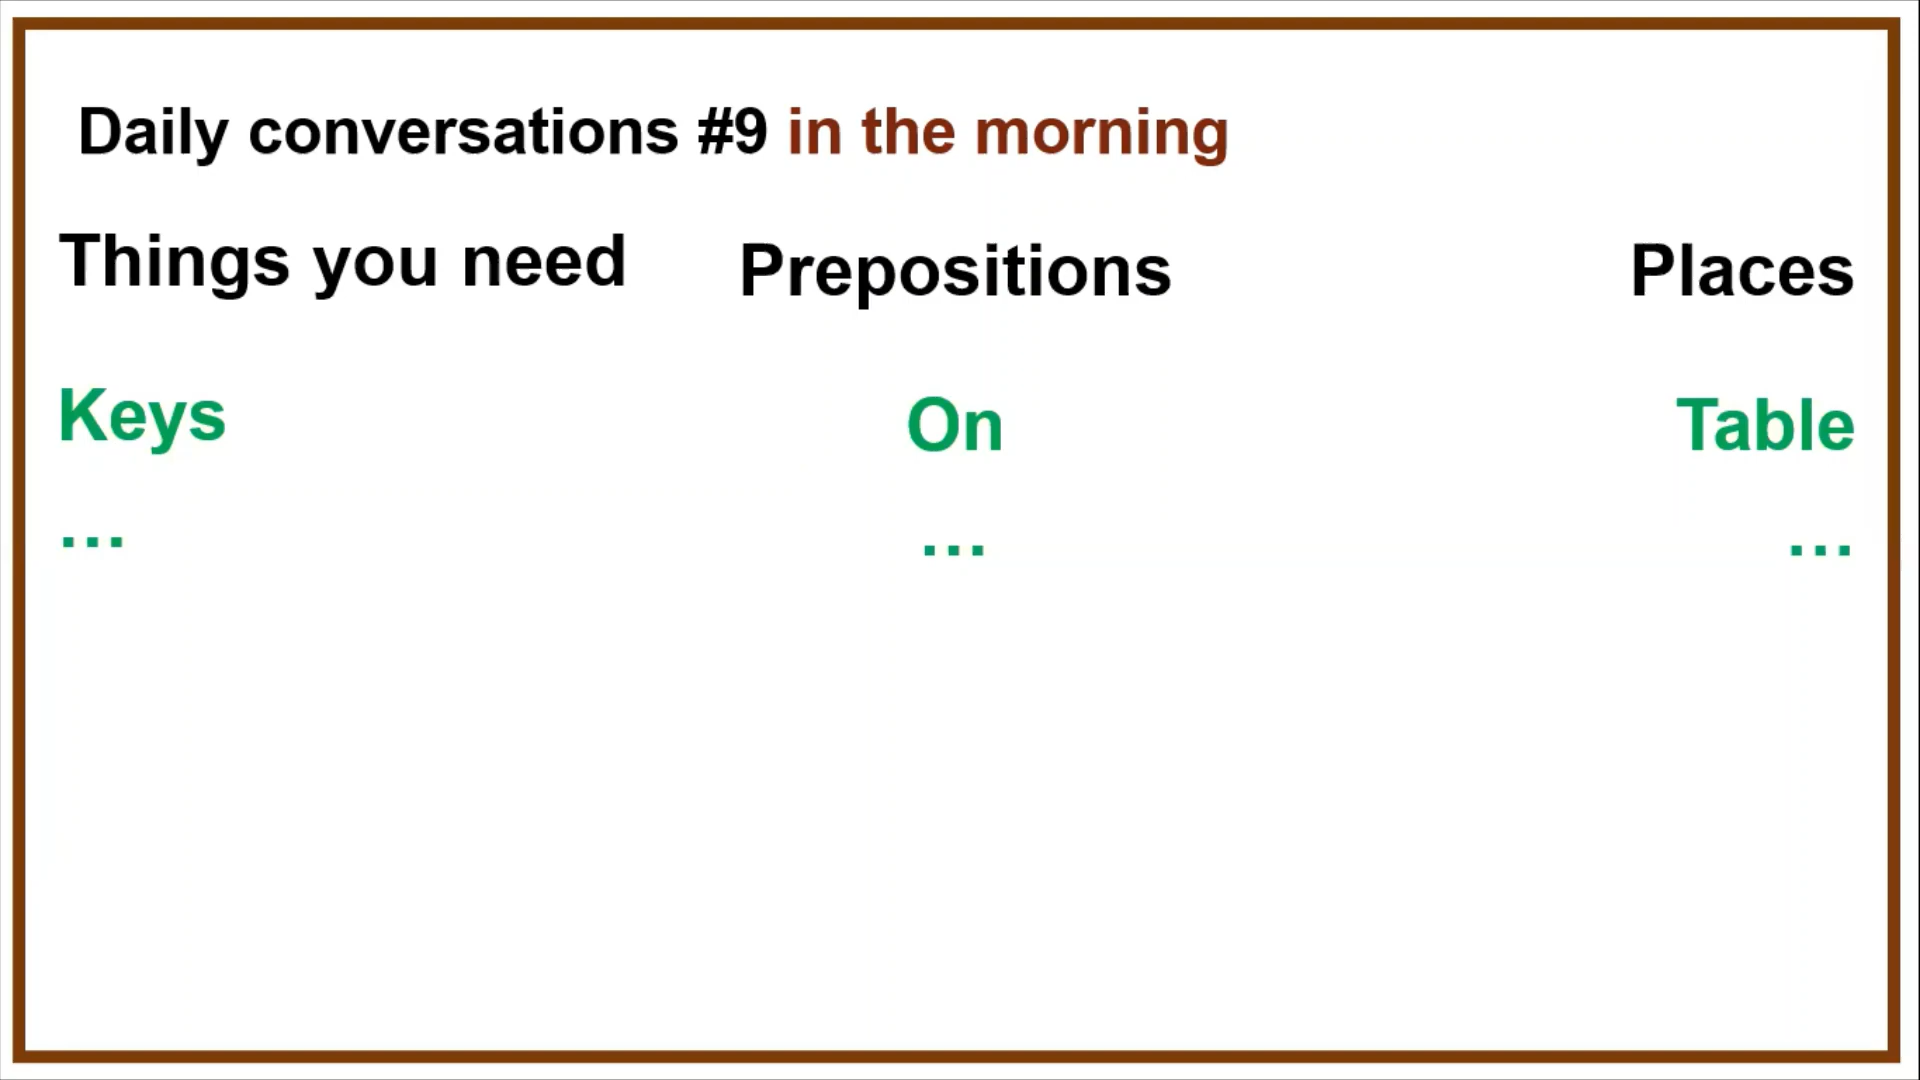 Daily conversations #9 in the morning
Things you need Prepositions Places
Keys On Table
... ... ...